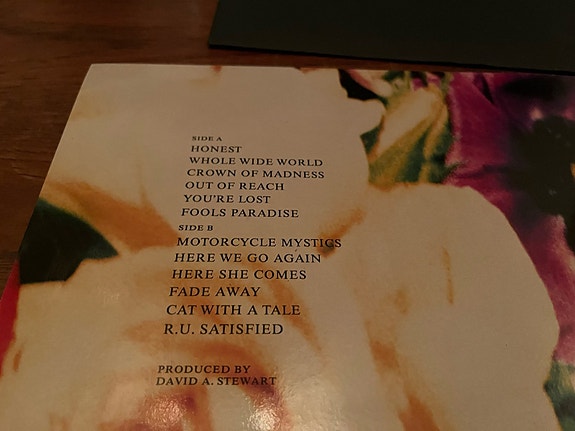 SIDE A
HONEST
WHOLE WIDE WORLD
CROWN OF MADNESS
OUT OF REACH
YOU'RE LOST
FOOLS PARADISE
SIDE B
MOTORCYCLE MYSTICS
HERE WE GO AGAIN
HERE SHE COMES
FADE AWAY
CAT WITH A TALE
R.U. SATISFIED
PRODUCED BY
DAVID A. STEWART